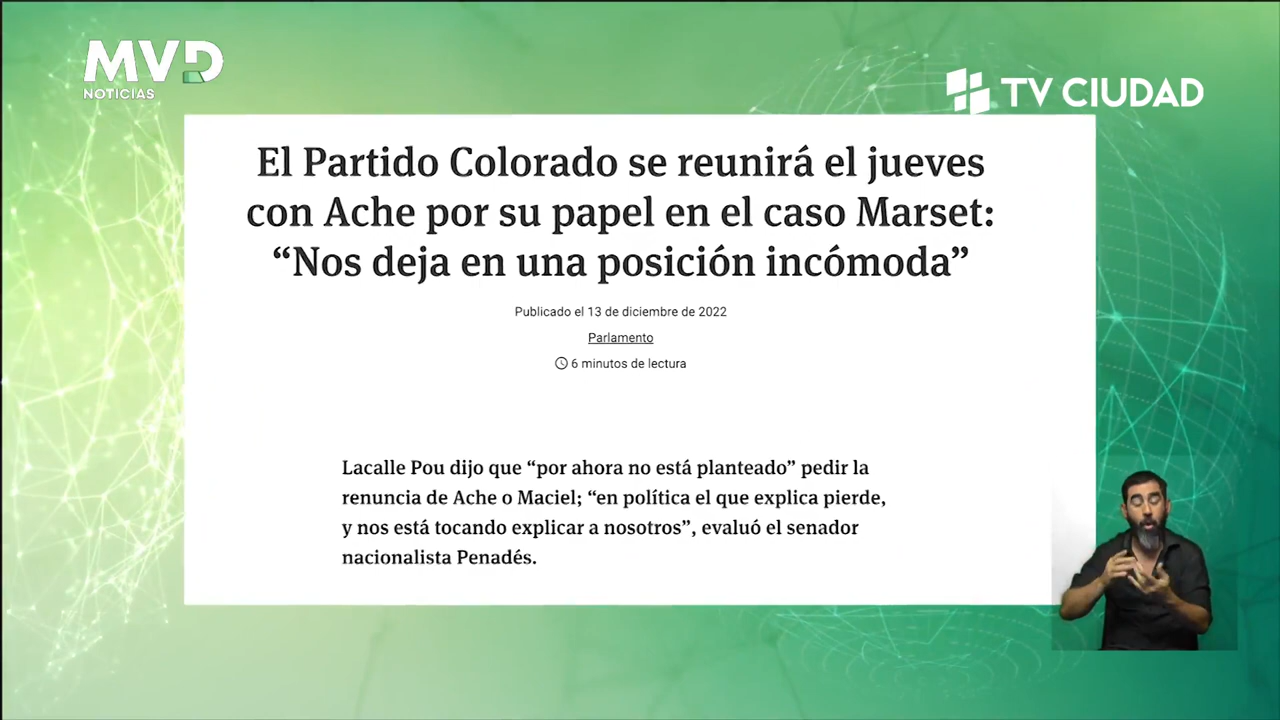 MVD
NOTICIAS
TV CIUDAD
El Partido Colorado se reunirá el jueves
con Ache por su papel en el caso Marset:
“Nos deja en una posición incómoda”
Publicado el 13 de diciembre de 2022
Parlamento
6 minutos de lectura
Lacalle Pou dijo que “por ahora no está planteado” pedir la
renuncia de Ache o Maciel; “en política el que explica pierde,
y nos está tocando explicar a nosotros”, evaluó el senador
nacionalista Penadés.